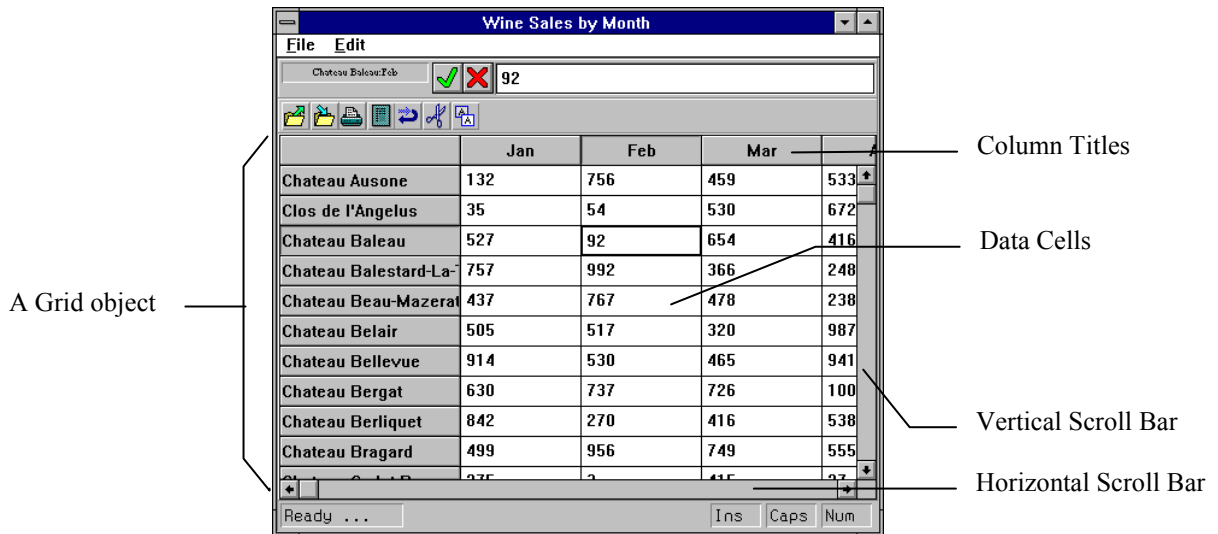 Wine Sales by Month
File Edit
Chateau Baleau:Feb 92
Jan Feb Mar A
Chateau Ausone 132 756 459 533
Clos de l'Angelus 35 54 530 672
Chateau Baleau 527 92 654 416
Chateau Balestard-La- 757 992 366 248
Chateau Beau-Mazerat 437 767 478 238
Chateau Belair 505 517 320 987
Chateau Bellevue 914 530 465 941
Chateau Bergat 630 737 726 100
Chateau Berliquet 842 270 416 538
Chateau Bragard 499 956 749 555
Ready ... Ins Caps Num
A Grid object
Column Titles
Data Cells
Vertical Scroll Bar
Horizontal Scroll Bar